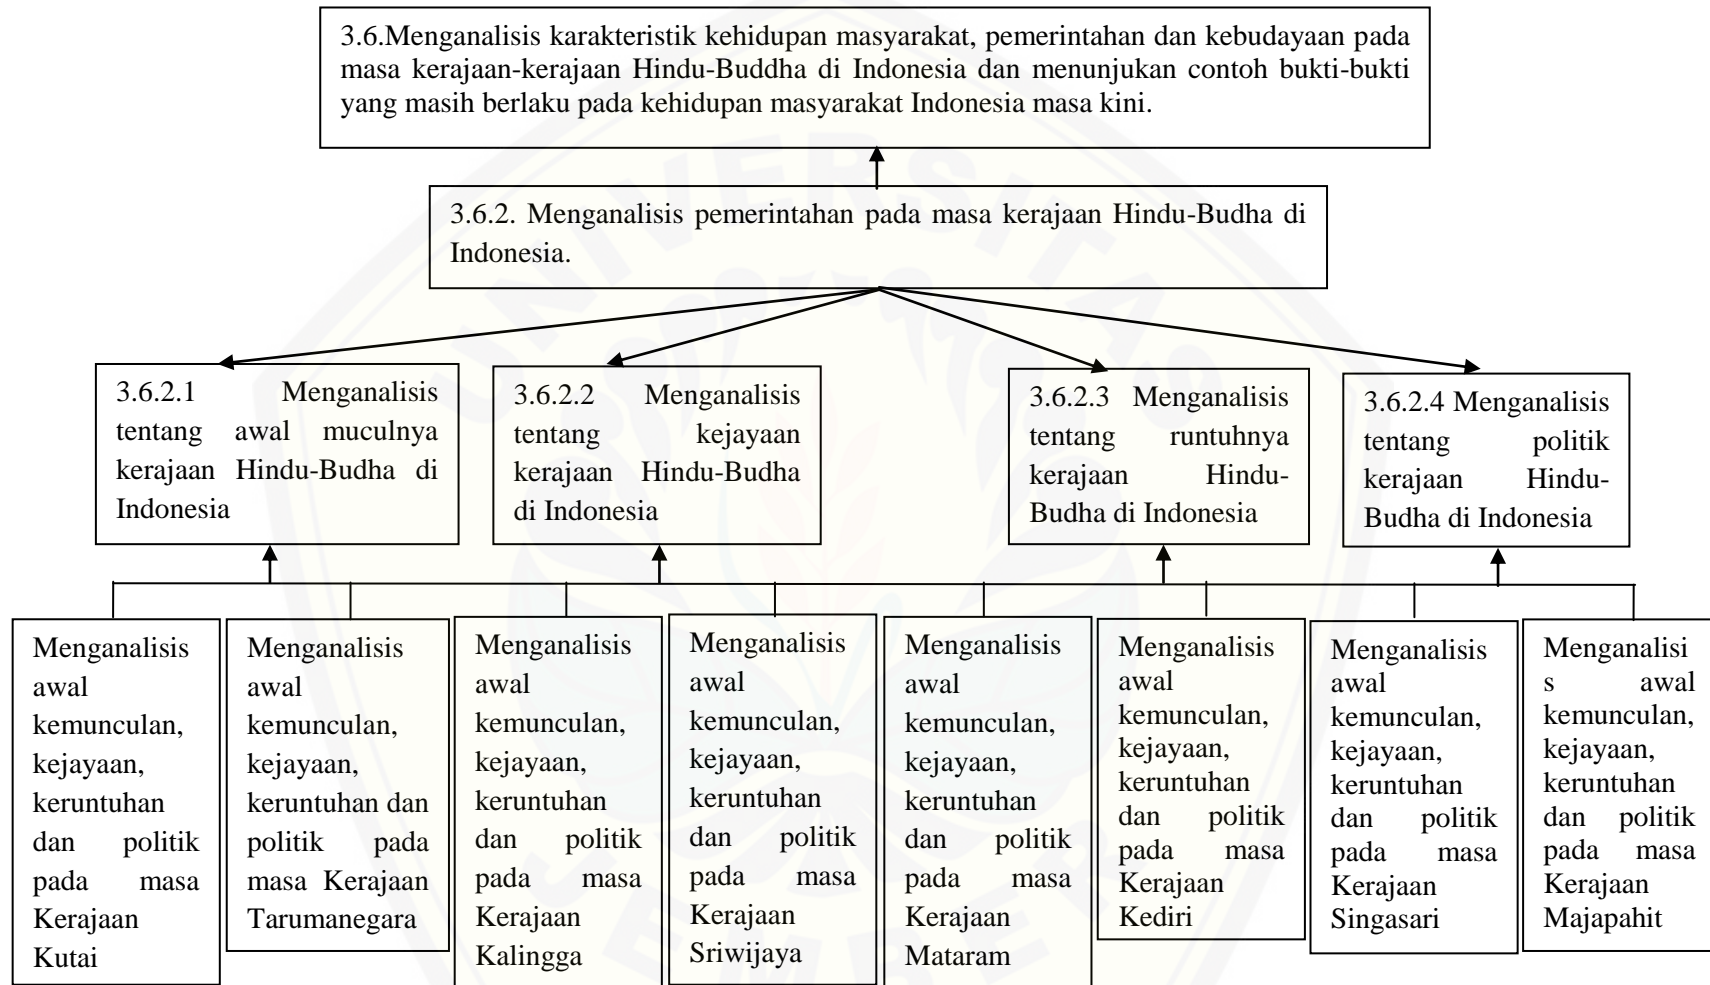 3.6.Menganalisis karakteristik kehidupan masyarakat, pemerintahan dan kebudayaan pada
masa kerajaan-kerajaan Hindu-Buddha di Indonesia dan menunjukan contoh bukti-bukti
yang masih berlaku pada kehidupan masyarakat Indonesia masa kini.
3.6.2. Menganalisis pemerintahan pada masa kerajaan Hindu-Budha di
Indonesia.
3.6.2.1 Menganalisis
tentang awal muculnya
kerajaan Hindu-Budha di
Indonesia
3.6.2.2 Menganalisis
tentang kejayaan
kerajaan Hindu-Budha
di Indonesia
3.6.2.3 Menganalisis
tentang runtuhnya
kerajaan Hindu-
Budha di Indonesia
3.6.2.4 Menganalisis
tentang politik
kerajaan Hindu-
Budha di Indonesia
Menganalisis
awal
kemunculan,
kejayaan,
keruntuhan
dan politik
pada masa
Kerajaan
Kutai
Menganalisis
awal
kemunculan,
kejayaan,
keruntuhan dan
politik pada
masa Kerajaan
Tarumanegara
Menganalisis
awal
kemunculan,
kejayaan,
keruntuhan
dan politik
pada masa
Kerajaan
Kalingga
Menganalisis
awal
kemunculan,
kejayaan,
keruntuhan
dan politik
pada masa
Kerajaan
Sriwijaya
Menganalisis
awal
kemunculan,
kejayaan,
keruntuhan
dan politik
pada masa
Kerajaan
Mataram
Menganalisis
awal
kemunculan,
kejayaan,
keruntuhan
dan politik
pada masa
Kerajaan
Kediri
Menganalisis
awal
kemunculan,
kejayaan,
keruntuhan
dan politik
pada masa
Kerajaan
Singasari
Menganalisi
s awal
kemunculan,
kejayaan,
keruntuhan
dan politik
pada masa
Kerajaan
Majapahit
UNIVERSITAS
JEMBER